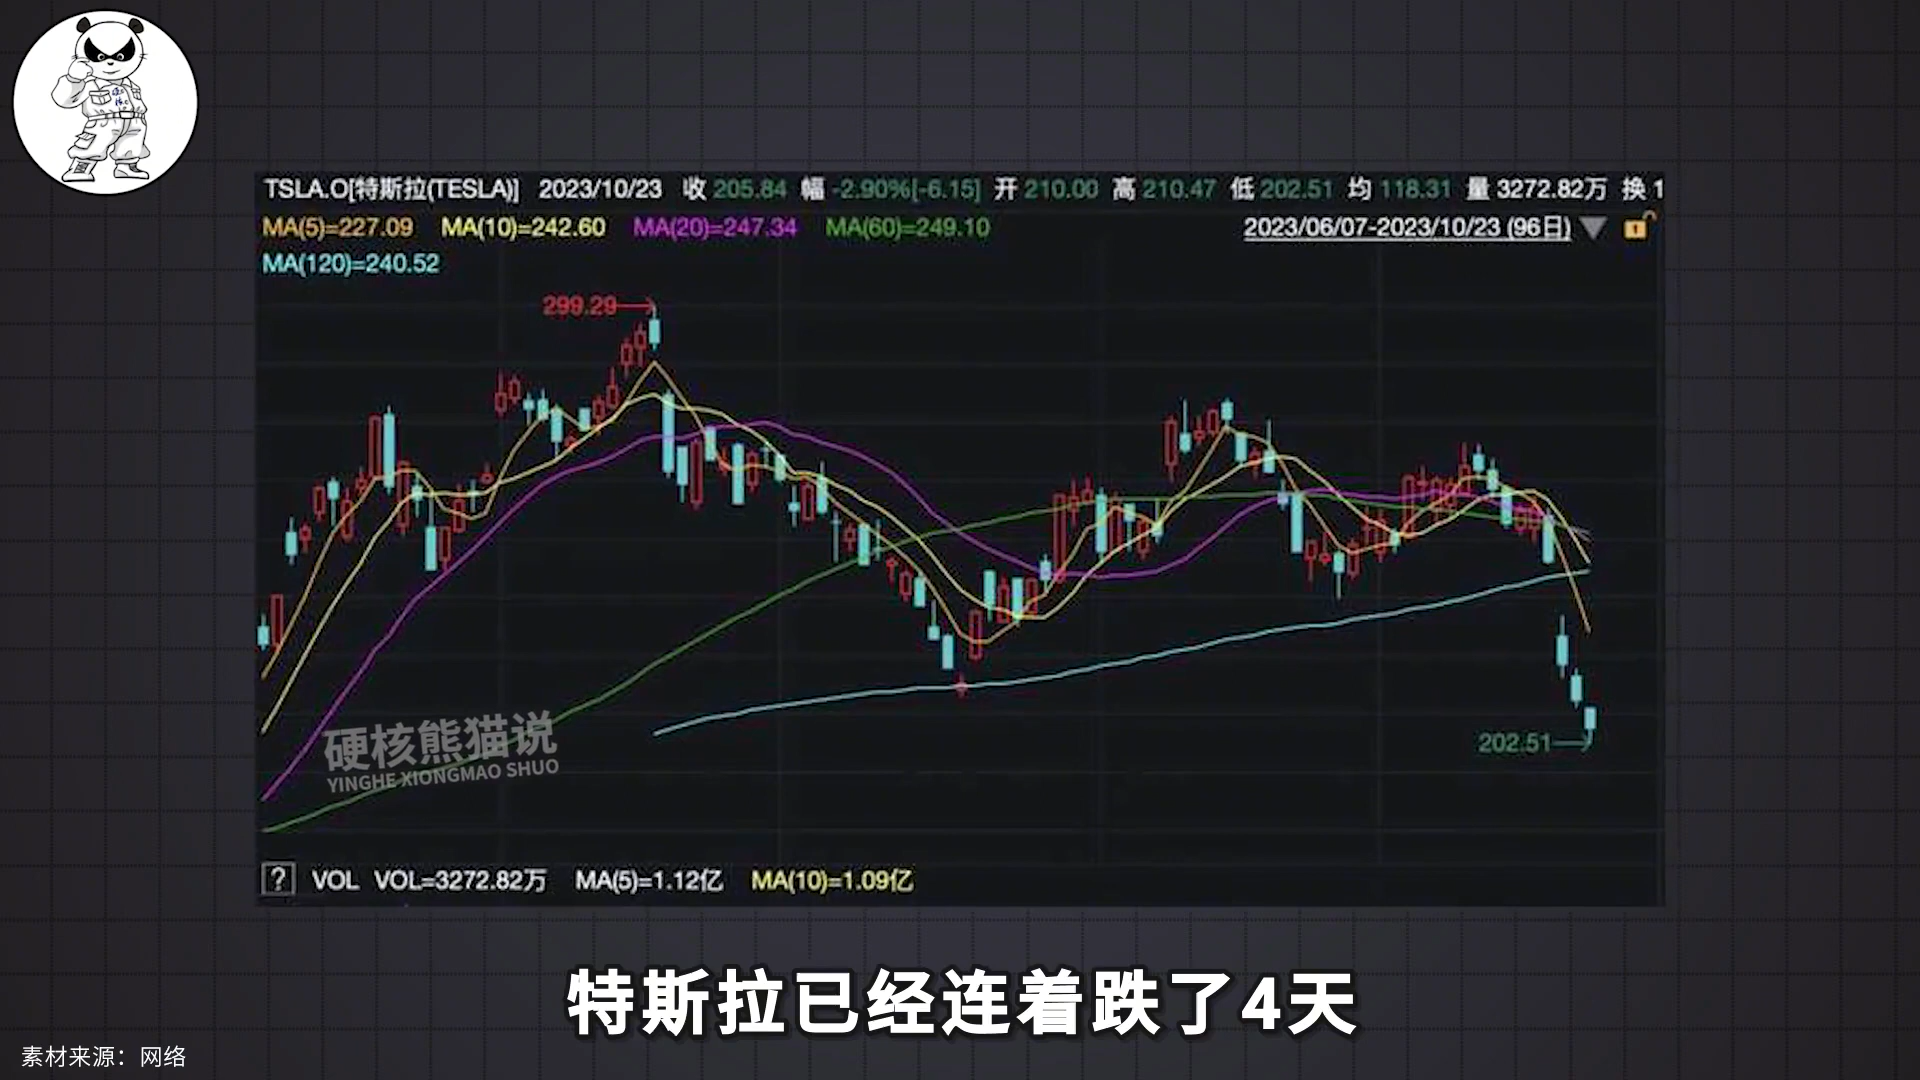 TSLA.O[特斯拉(TESLA)] 2023/10/23 收 205.84 幅 -2.90%[-6.15] 开 210.00 高 210.47 低 202.51 均 118.31 量 3272.82万 换 1
MA(5)=227.09 MA(10)=242.60 MA(20)=247.34 MA(60)=249.10 2023/06/07-2023/10/23 (96日)
MA(120)=240.52
299.29
202.51
硬核熊猫说
YINGHE XIONGMAO SHUO
? VOL VOL=3272.82万 MA(5)=1.12亿 MA(10)=1.09亿
特斯拉已经连着跌了4天
素材来源：网络